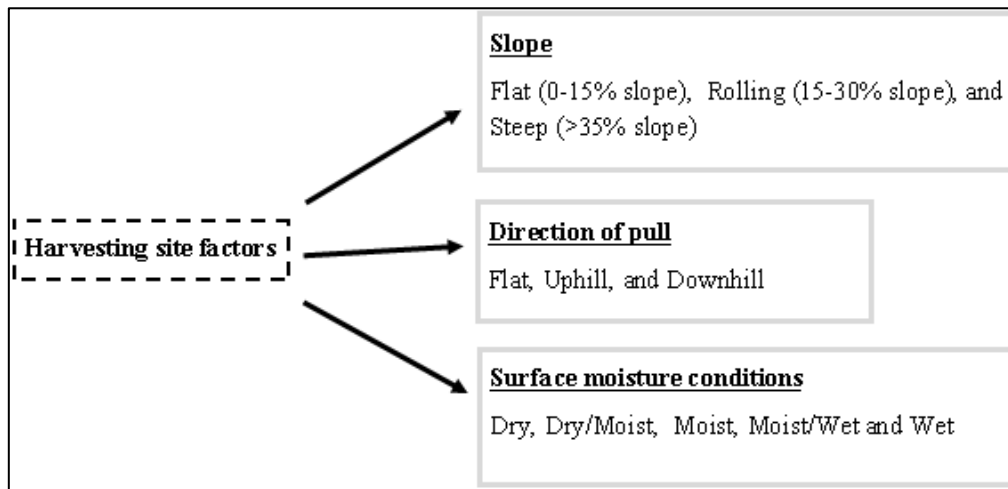 Slope
Flat (0-15% slope), Rolling (15-30% slope), and
Steep (>35% slope)
Harvesting site factors
Direction of pull
Flat, Uphill, and Downhill
Surface moisture conditions
Dry, Dry/Moist, Moist, Moist/Wet and Wet